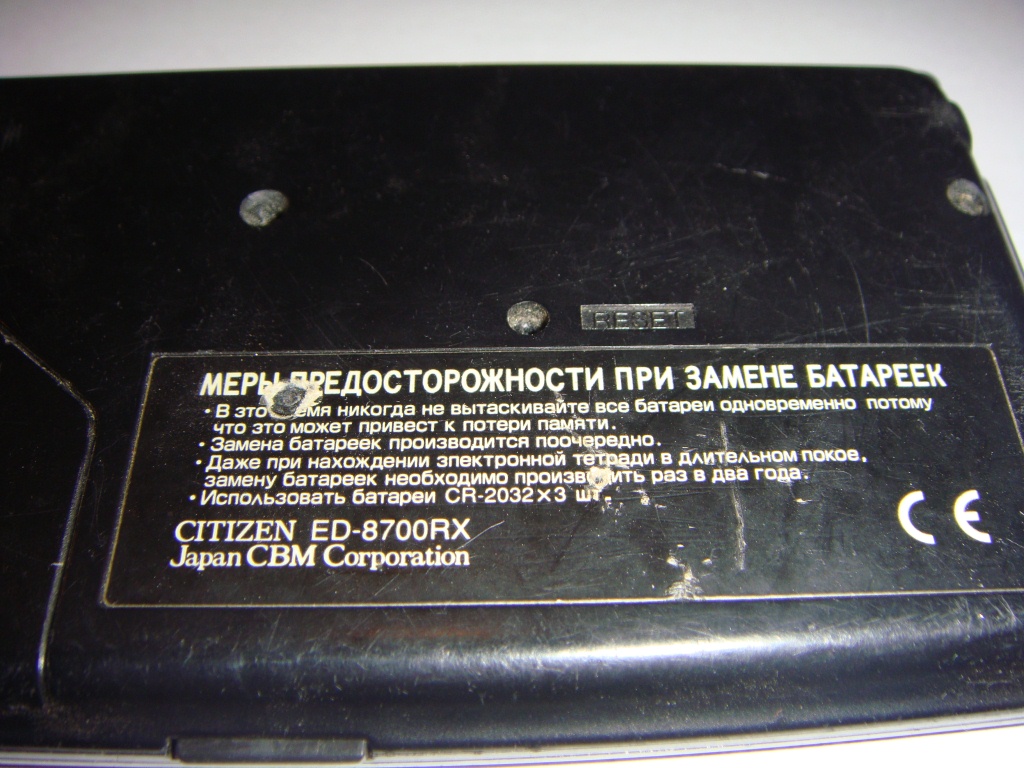 RESET
МЕРЫ ПРЕДОСТОРОЖНОСТИ ПРИ ЗАМЕНЕ БАТАРЕЕК
• В это время никогда не вытаскивайте все батареи одновременно потому
что это может привест к потери памяти.
• Замена батареек производится поочередно.
• Даже при нахождении электронной тетради в длительном покое,
замену батареек необходимо производить раз в два года.
• Использовать батареи CR-2032×3 шт.
CITIZEN ED-8700RX
Japan CBM Corporation
CE